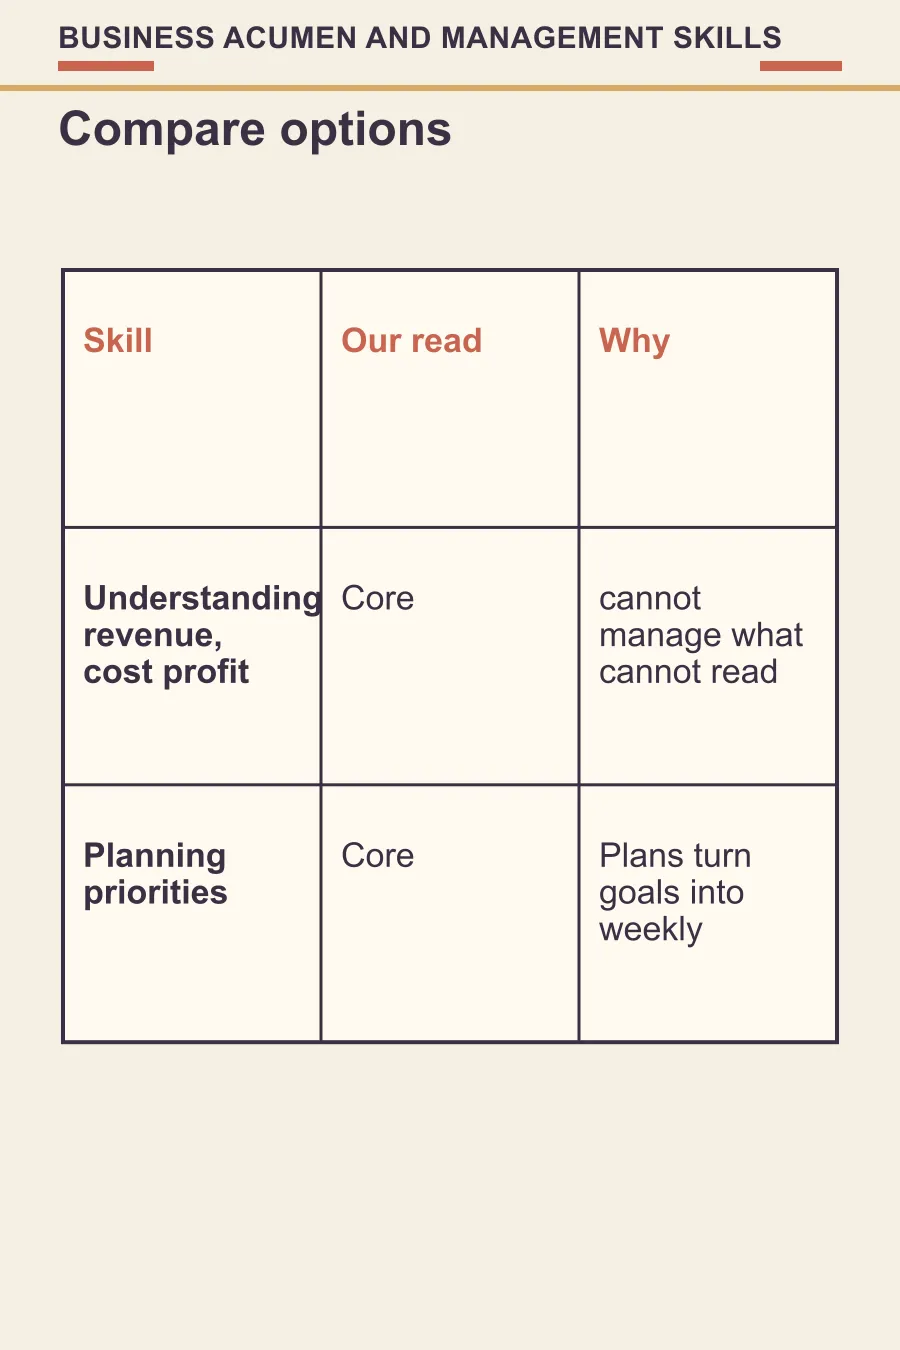 BUSINESS ACUMEN AND MANAGEMENT SKILLS
Compare options
Skill
Our read
Why
Understanding
revenue,
cost profit
Core
cannot
manage what
cannot read
Planning
priorities
Core
Plans turn
goals into
weekly